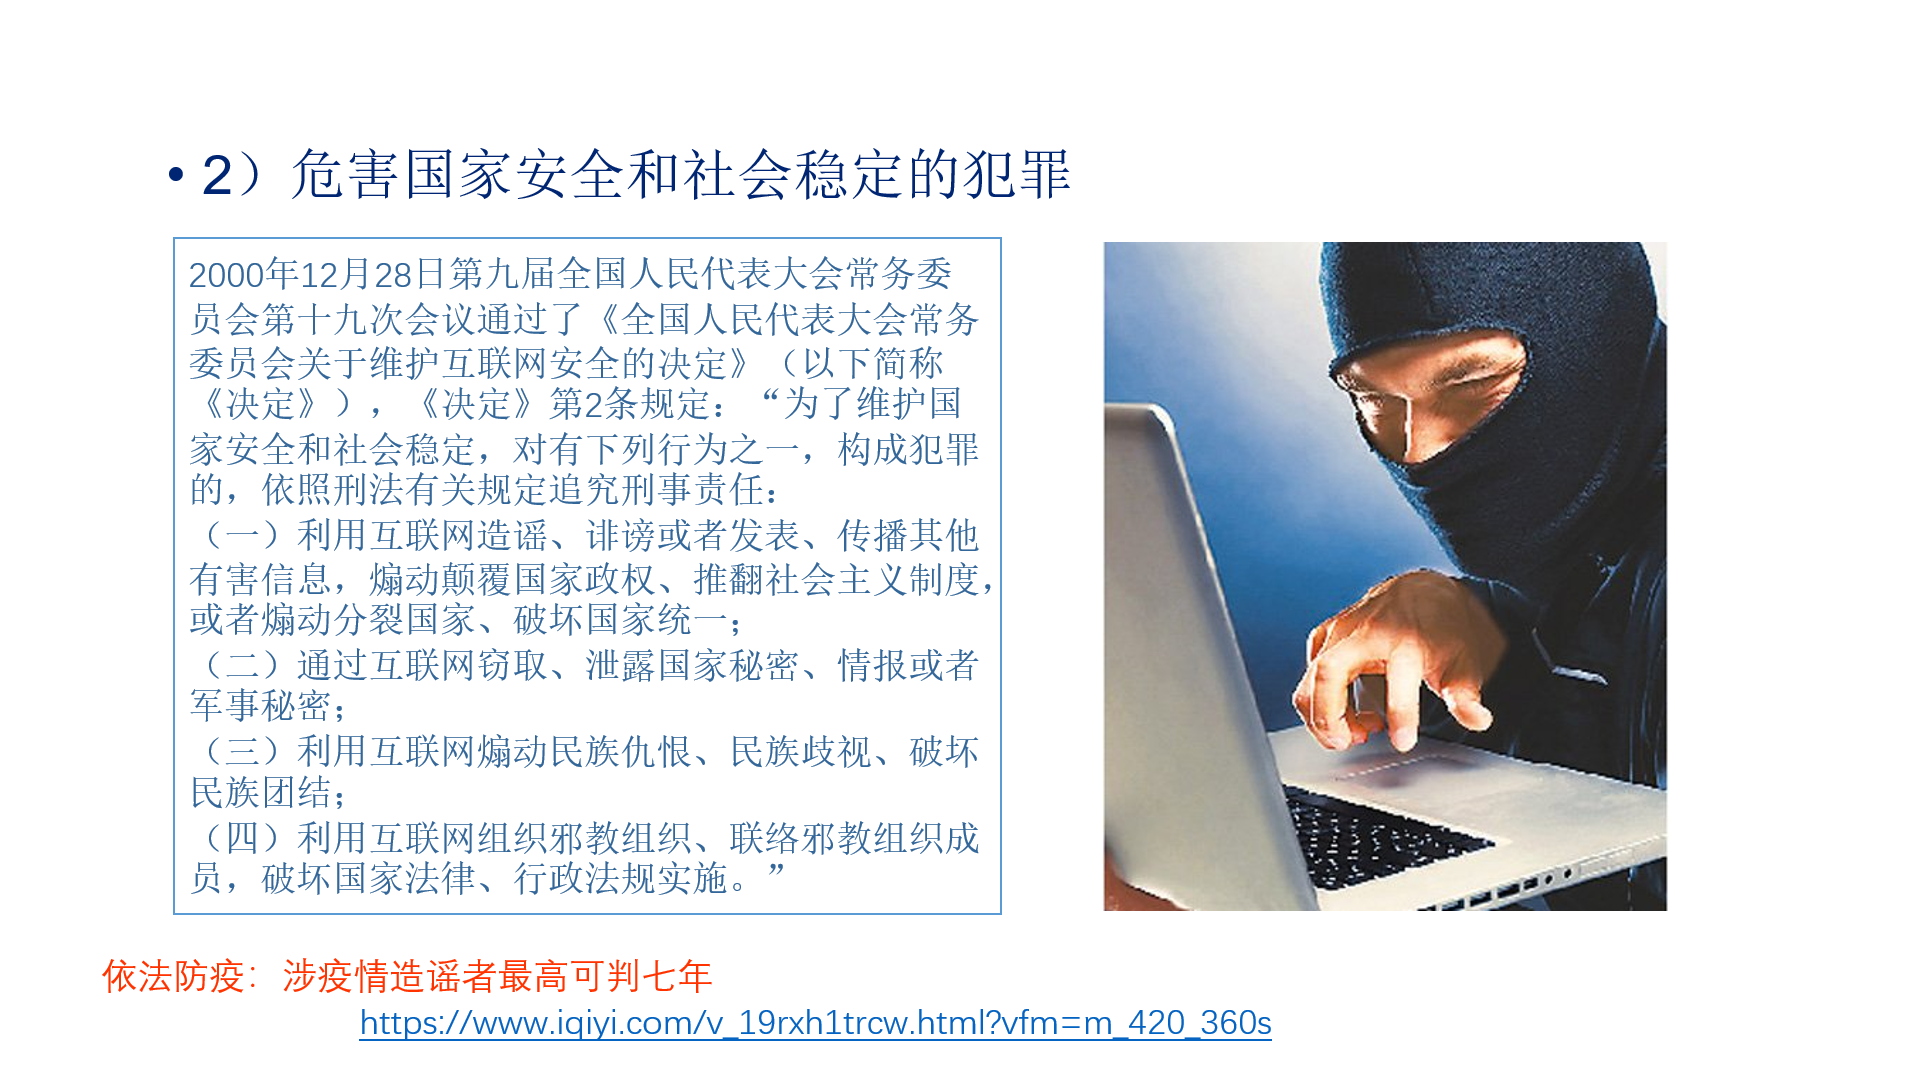 • 2）危害国家安全和社会稳定的犯罪
2000年12月28日第九届全国人民代表大会常务委
员会第十九次会议通过了《全国人民代表大会常务
委员会关于维护互联网安全的决定》（以下简称
《决定》），《决定》第2条规定：“为了维护国
家安全和社会稳定，对有下列行为之一，构成犯罪
的，依照刑法有关规定追究刑事责任：
（一）利用互联网造谣、诽谤或者发表、传播其他
有害信息，煽动颠覆国家政权、推翻社会主义制度，
或者煽动分裂国家、破坏国家统一；
（二）通过互联网窃取、泄露国家秘密、情报或者
军事秘密；
（三）利用互联网煽动民族仇恨、民族歧视、破坏
民族团结；
（四）利用互联网组织邪教组织、联络邪教组织成
员，破坏国家法律、行政法规实施。”
依法防疫：涉疫情造谣者最高可判七年
https://www.iqiyi.com/v_19rxh1trcw.html?vfm=m_420_360s